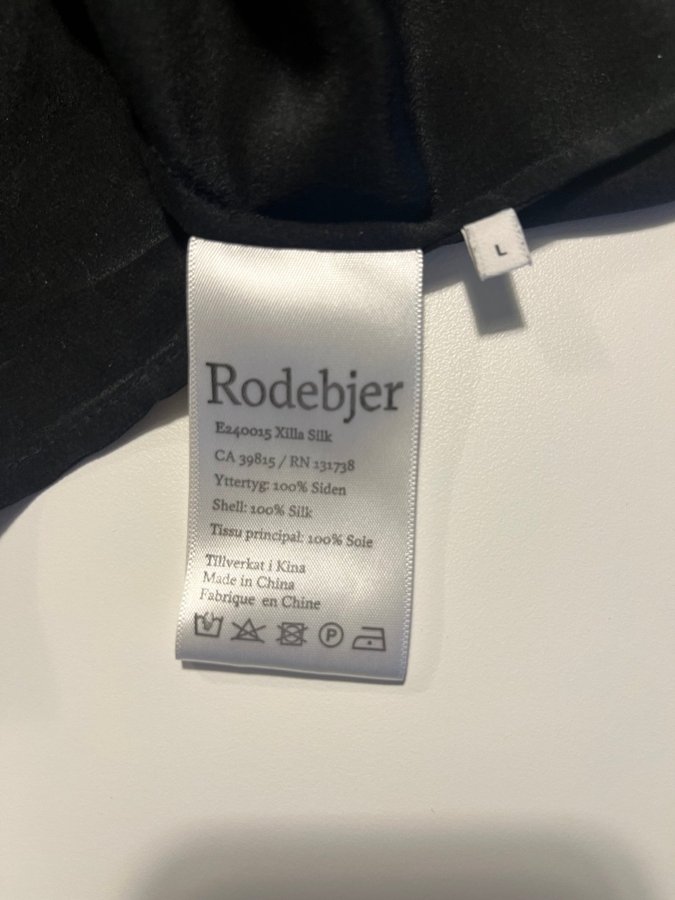 L
Rodebjer
E240015 Xilla Silk
CA 39815 / RN 131738
Yttertyg: 100% Siden
Shell: 100% Silk
Tissu principal: 100% Soie
Tillverkat i Kina
Made in China
Fabrique en Chine
P